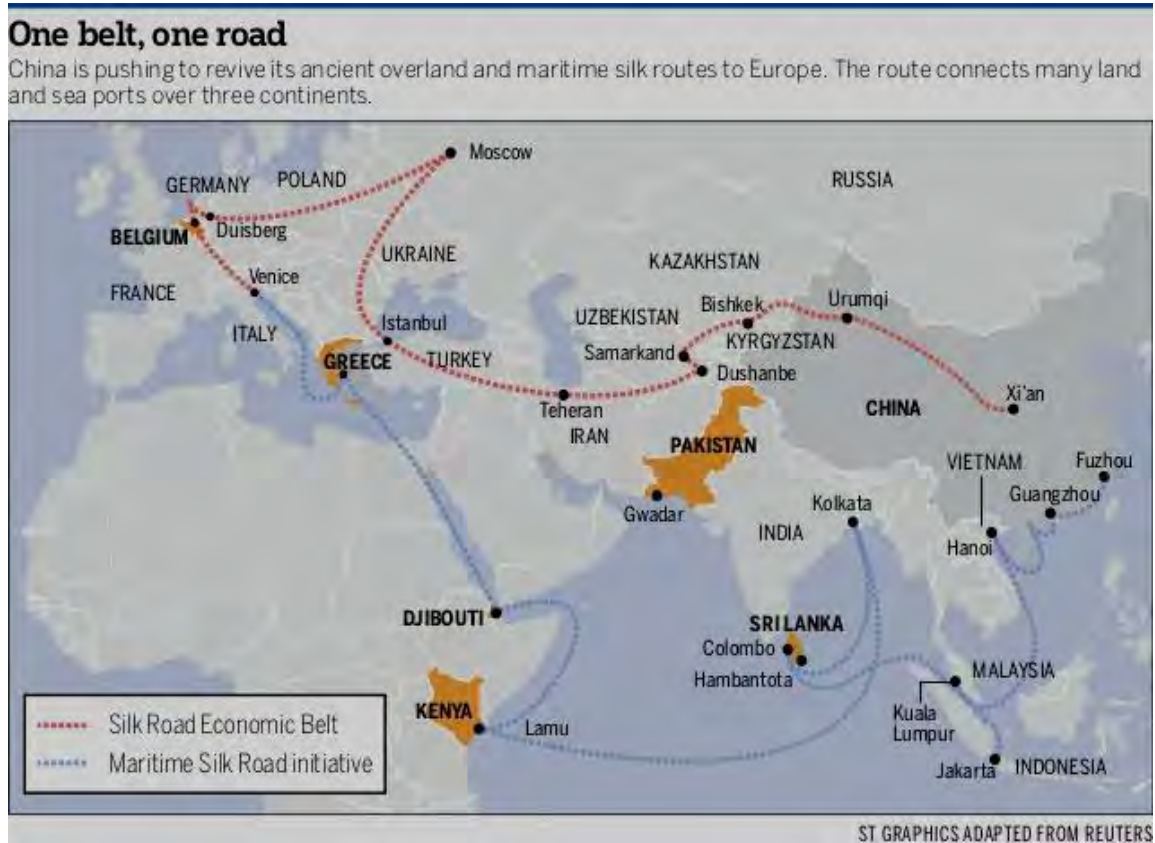 One belt, one road
China is pushing to revive its ancient overland and maritime silk routes to Europe. The route connects many land
and sea ports over three continents.
Moscow
GERMANY
POLAND
RUSSIA
BELGIUM
Duisberg
UKRAINE
KAZAKHSTAN
FRANCE
Venice
Bishkek
Urumqi
ITALY
Istanbul
UZBEKISTAN
KYRGYZSTAN
GREECE
TURKEY
Samarkand
Dushanbe
Teheran
IRAN
CHINA
Xi'an
PAKISTAN
VIETNAM
Fuzhou
Gwadar
Kolkata
Guangzhou
INDIA
Hanoi
DJIBOUTI
SRI LANKA
Colombo
Hambantota
MALAYSIA
KENYA
Lamu
Kuala
Lumpur
Jakarta
INDONESIA
Silk Road Economic Belt
Maritime Silk Road initiative
ST GRAPHICS ADAPTED FROM REUTERS